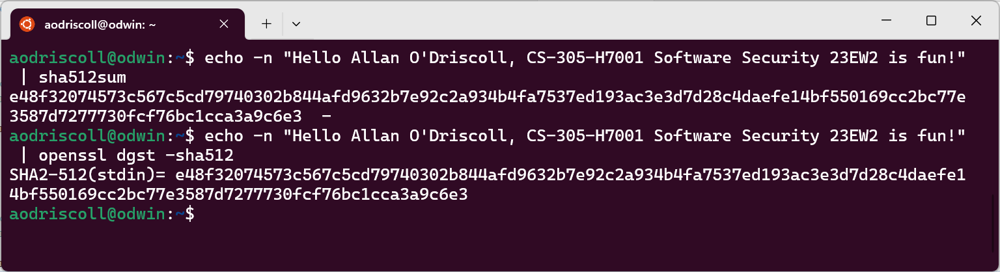 aodriscoll@odwin: ~
aodriscoll@odwin:~$ echo -n "Hello Allan O'Driscoll, CS-305-H7001 Software Security 23EW2 is fun!"
 | sha512sum
e48f32074573c567c5cd79740302b844afd9632b7e92c2a934b4fa7537ed193ac3e3d7d28c4daefe14bf550169cc2bc77e
3587d7277730fcf76bc1cca3a9c6e3  -
aodriscoll@odwin:~$ echo -n "Hello Allan O'Driscoll, CS-305-H7001 Software Security 23EW2 is fun!"
 | openssl dgst -sha512
SHA2-512(stdin)= e48f32074573c567c5cd79740302b844afd9632b7e92c2a934b4fa7537ed193ac3e3d7d28c4daefe1
4bf550169cc2bc77e3587d7277730fcf76bc1cca3a9c6e3
aodriscoll@odwin:~$